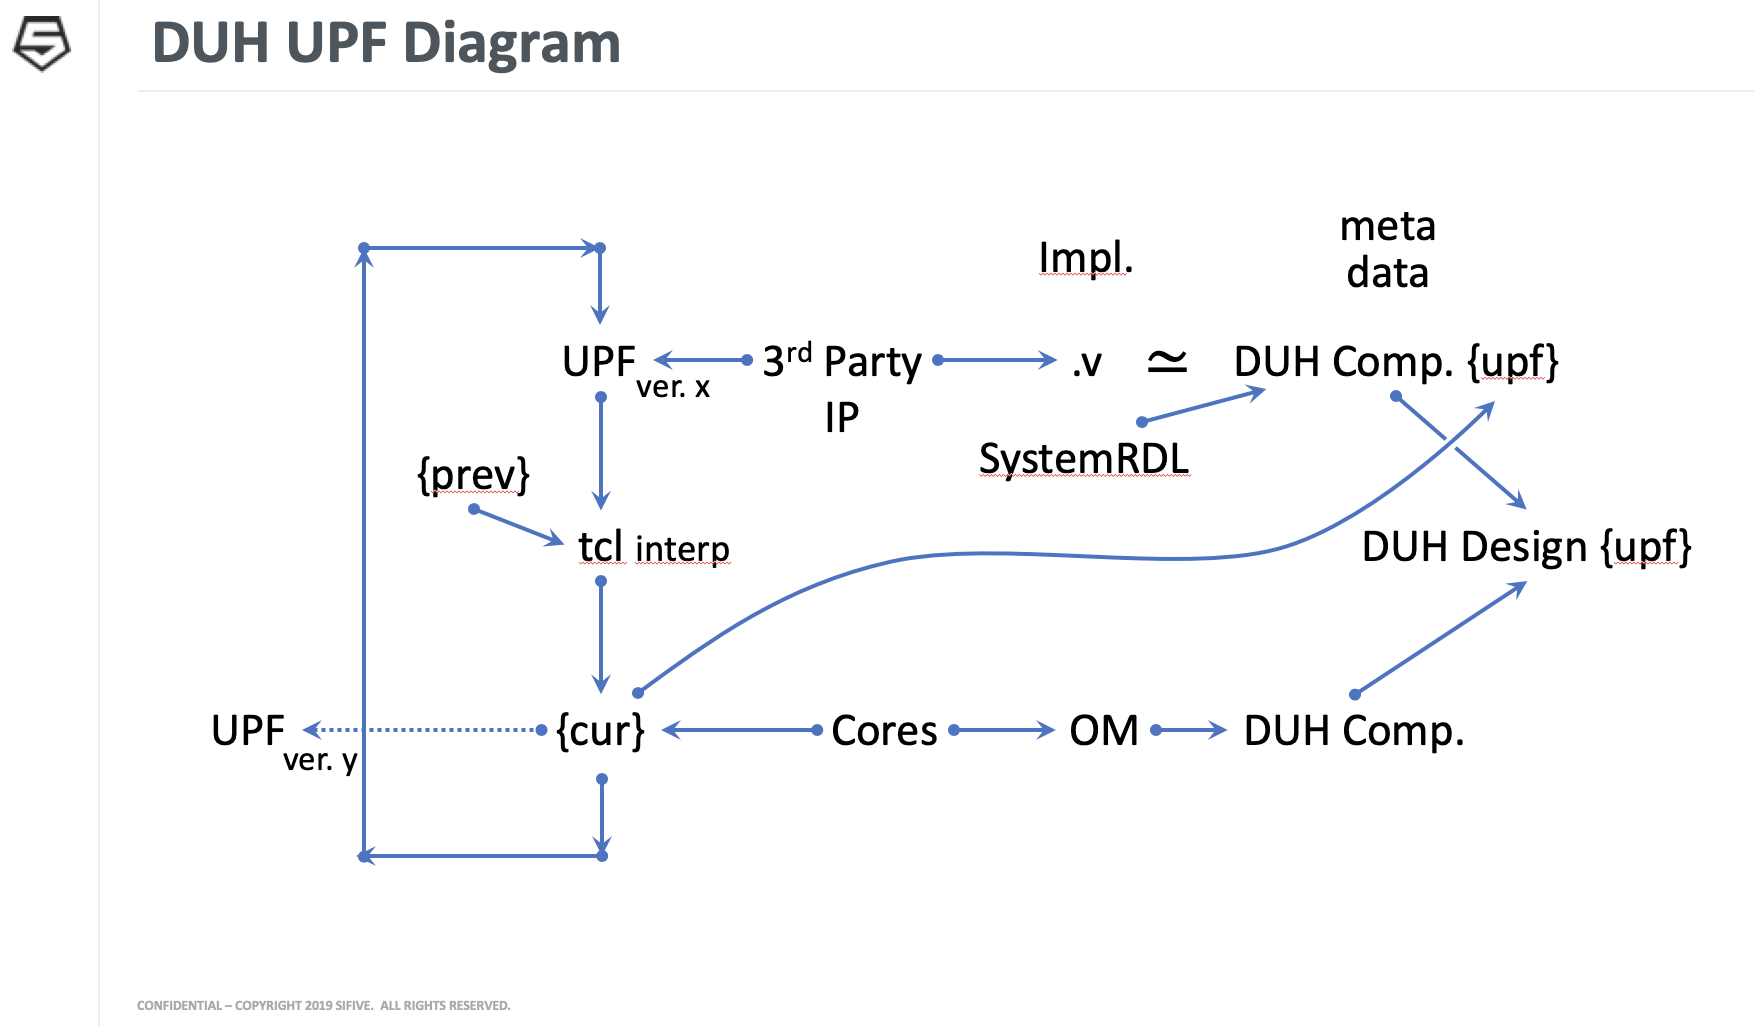 DUH UPF Diagram
meta
data
Impl.
UPF ver. x
3rd Party
IP
.v ≃ DUH Comp. {upf}
SystemRDL
{prev}
tcl interp
DUH Design {upf}
UPF ver. y
{cur}
Cores
OM
DUH Comp.
CONFIDENTIAL – COPYRIGHT 2019 SIFIVE. ALL RIGHTS RESERVED.